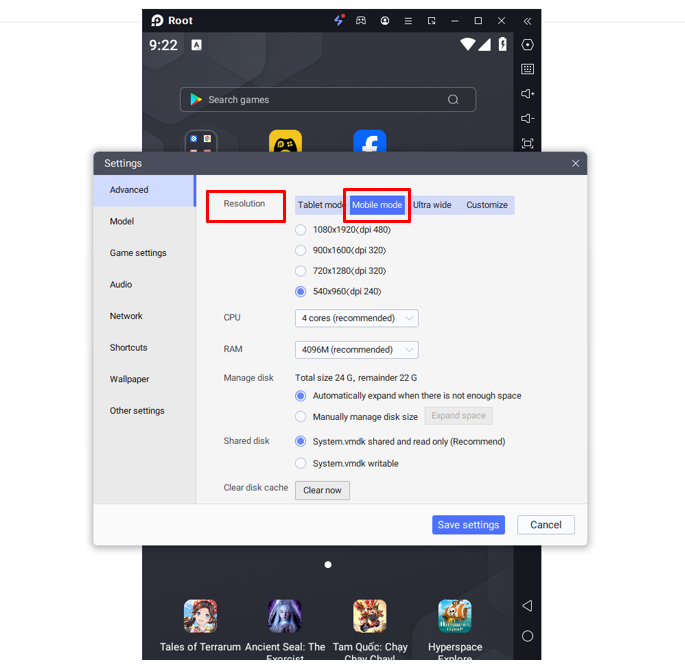 Root
9:22 A
Search games
Settings
Advanced
Model
Game settings
Audio
Network
Shortcuts
Wallpaper
Other settings
Resolution
Tablet mode Mobile mode Ultra wide Customize
1080x1920(dpi 480)
900x1600(dpi 320)
720x1280(dpi 320)
540x960(dpi 240)
CPU 4 cores (recommended)
RAM 4096M (recommended)
Manage disk Total size 24 G, remainder 22 G
Automatically expand when there is not enough space
Manually manage disk size Expand space
Shared disk System.vmdk shared and read only (Recommend)
System.vmdk writable
Clear disk cache Clear now
Save settings Cancel
Tales of Terrarum Ancient Seal: The Exorcist Tam Quốc: Chạy Chạy Chạy! Hyperspace Explore